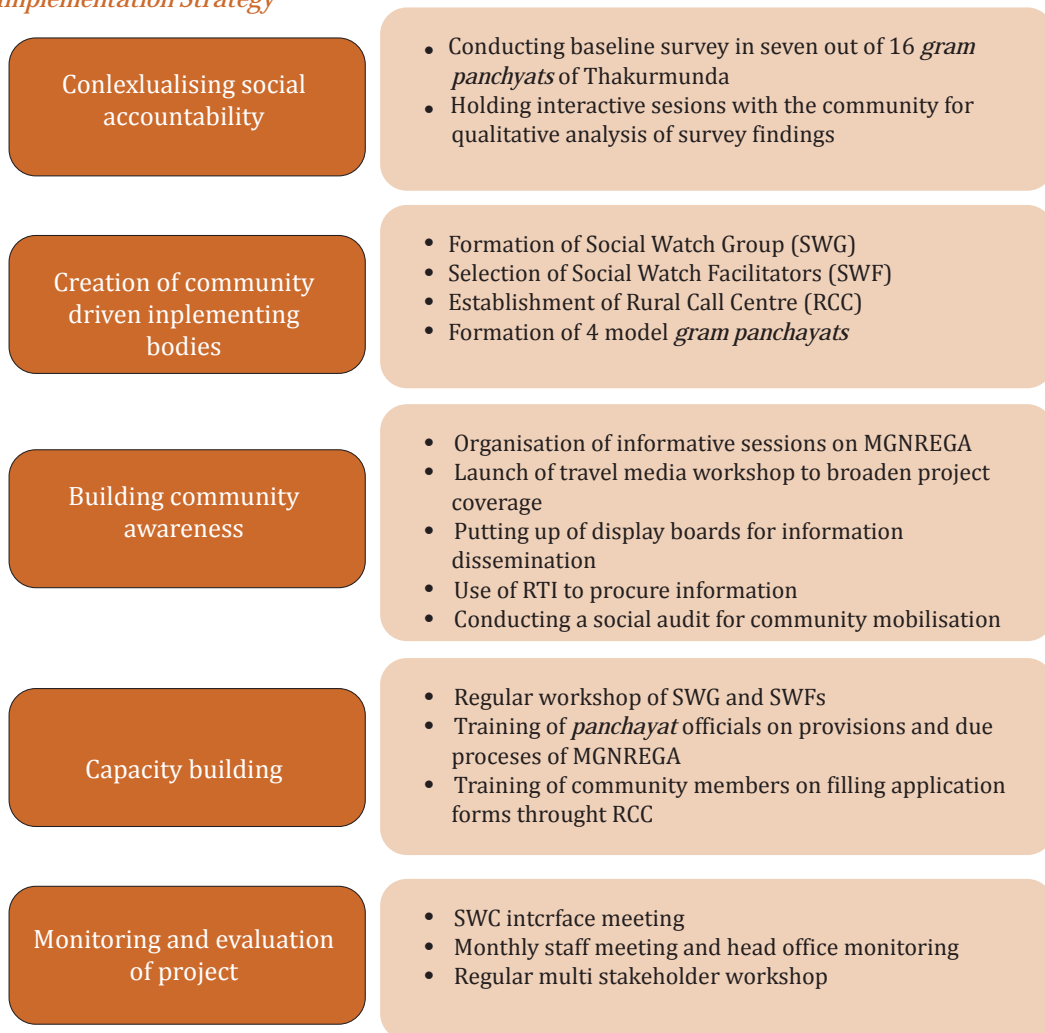 Implementation Strategy
Conlexlualising social
accountability
• Conducting baseline survey in seven out of 16 gram
panchyats of Thakurmunda
• Holding interactive sesions with the community for
qualitative analysis of survey findings
Creation of community
driven inplementing
bodies
• Formation of Social Watch Group (SWG)
• Selection of Social Watch Facilitators (SWF)
• Establishment of Rural Call Centre (RCC)
• Formation of 4 model gram panchayats
Building community
awareness
• Organisation of informative sessions on MGNREGA
• Launch of travel media workshop to broaden project
coverage
• Putting up of display boards for information
dissemination
• Use of RTI to procure information
• Conducting a social audit for community mobilisation
Capacity building
• Regular workshop of SWG and SWFs
• Training of panchayat officials on provisions and due
proceses of MGNREGA
• Training of community members on filling application
forms throught RCC
Monitoring and evaluation
of project
• SWC intcrface meeting
• Monthly staff meeting and head office monitoring
• Regular multi stakeholder workshop